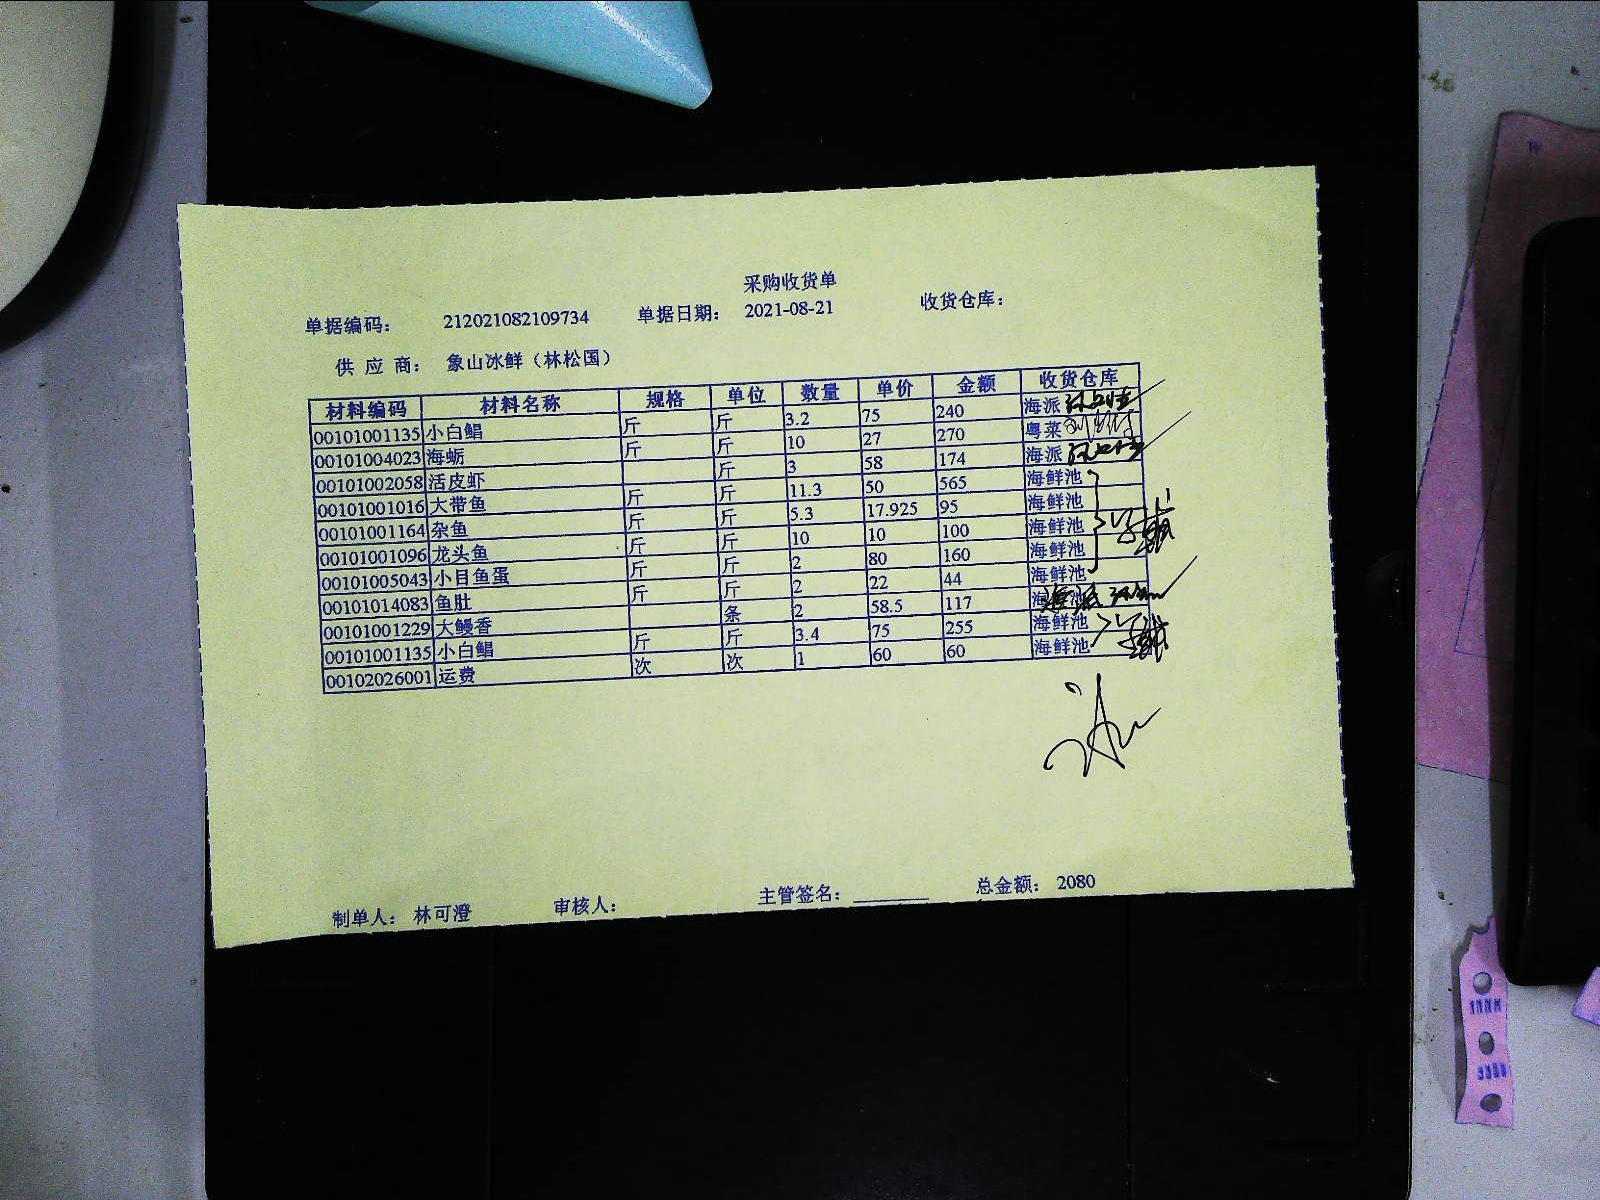 采购收货单
单据编码： 212021082109734 单据日期： 2021-08-21 收货仓库：
供 应 商： 象山冰鲜（林松国）
材料编码 材料名称 规格 单位 数量 单价 金额 收货仓库
00101001135 小白鲳 斤 斤 3.2 75 240 海派
00101004023 海蛎 斤 斤 10 27 270 粤菜
00101002058 活皮虾 斤 3 58 174 海派
00101001016 大带鱼 斤 斤 11.3 50 565 海鲜池
00101001164 杂鱼 斤 斤 5.3 17.925 95 海鲜池
00101001096 龙头鱼 斤 斤 10 10 100 海鲜池
00101005043 小目鱼蛋 斤 斤 2 80 160 海鲜池
00101014083 鱼肚 斤 斤 2 22 44 海鲜池
00101001229 大鳗香 条 2 58.5 117 海派
00101001135 小白鲳 斤 斤 3.4 75 255 海鲜池
00102026001 运费 次 次 1 60 60 海鲜池
制单人： 林可澄 审核人： 主管签名： 总金额： 2080